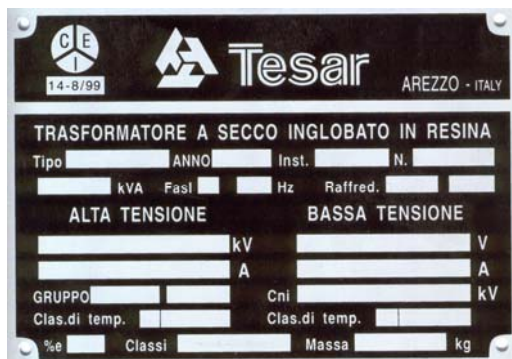 CEI
14-8/99
Tesar
AREZZO - ITALY
TRASFORMATORE A SECCO INGLOBATO IN RESINA
Tipo ANNO Inst. N.
kVA Fasi Hz Raffred.
ALTA TENSIONE BASSA TENSIONE
kV V
A A
GRUPPO Cni kV
Clas.di temp. Clas.di temp.
%e Classi Massa kg